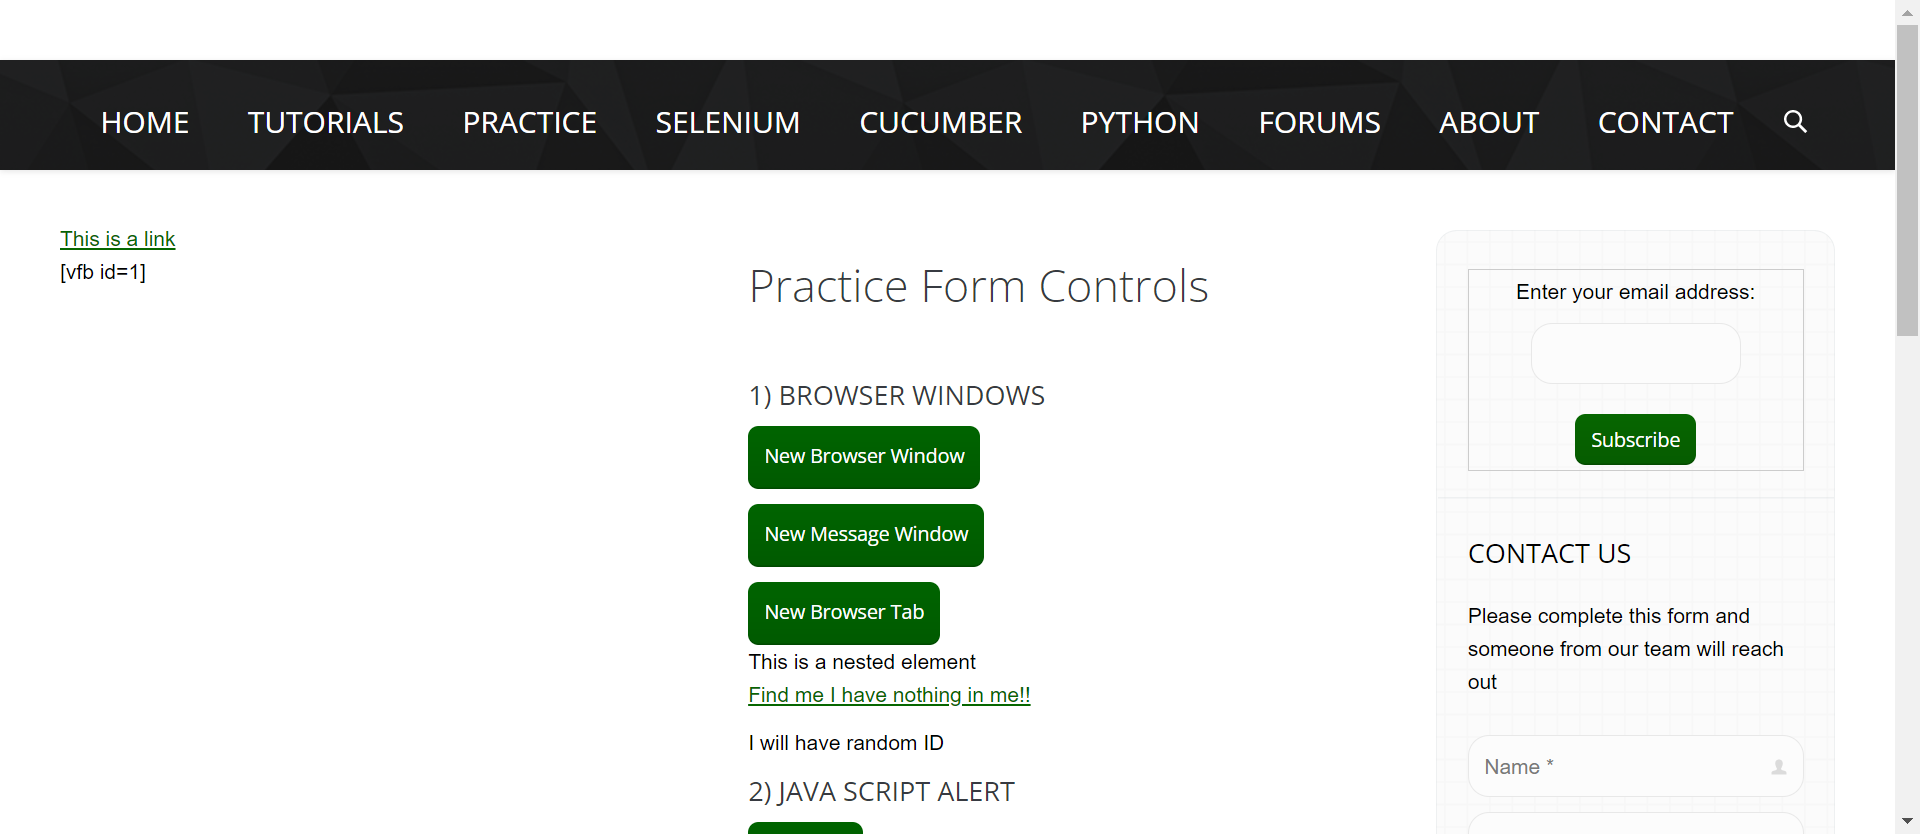 HOME TUTORIALS PRACTICE SELENIUM CUCUMBER PYTHON FORUMS ABOUT CONTACT
This is a link
[vfb id=1]
Practice Form Controls
1) BROWSER WINDOWS
New Browser Window
New Message Window
New Browser Tab
This is a nested element
Find me I have nothing in me!!
I will have random ID
2) JAVA SCRIPT ALERT
Enter your email address:
Subscribe
CONTACT US
Please complete this form and
someone from our team will reach
out
Name *